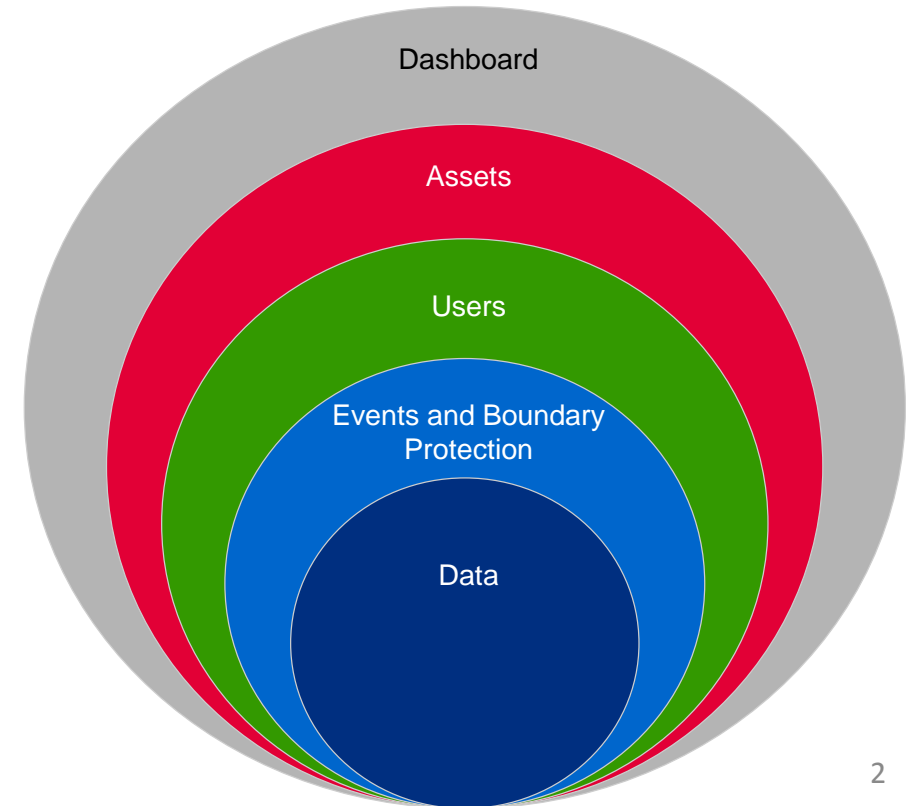 Dashboard
Assets
Users
Events and Boundary
Protection
Data
2